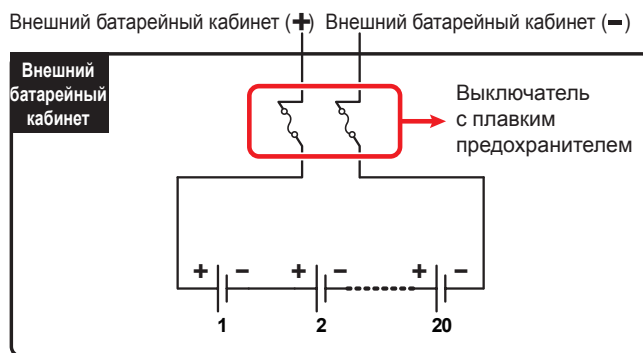 Внешний батарейный кабинет (+) Внешний батарейный кабинет (−)
Внешний
батарейный
кабинет
Выключатель
с плавким
предохранителем
+ − + − + −
1 2 20